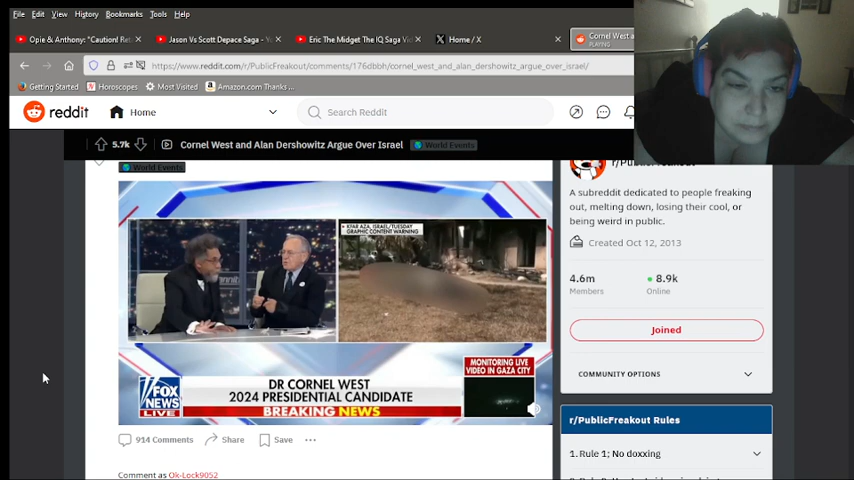 File Edit View History Bookmarks Tools Help
Opie & Anthony: "Caution! Ret
Jason Vs Scott Depace Saga - Y
Eric The Midget The IQ Saga Vi
Home / X
Cornel West a
PLAYING
https://www.reddit.com/r/PublicFreakout/comments/176dbbh/cornel_west_and_alan_dershowitz_argue_over_israel/
Getting Started Horoscopes Most Visited Amazon.com Thanks ...
reddit Home Search Reddit
5.7k Cornel West and Alan Dershowitz Argue Over Israel World Events
World Events
KFAR AZA, ISRAEL/TUESDAY
GRAPHIC CONTENT WARNING
MONITORING LIVE
VIDEO IN GAZA CITY
FOX
NEWS
LIVE
DR CORNEL WEST
2024 PRESIDENTIAL CANDIDATE
BREAKING NEWS
914 Comments Share Save
Comment as Ok-Lock9052
A subreddit dedicated to people freaking
out, melting down, losing their cool, or
being weird in public.
Created Oct 12, 2013
4.6m 8.9k
Members Online
Joined
COMMUNITY OPTIONS
r/PublicFreakout Rules
1. Rule 1; No doxxing